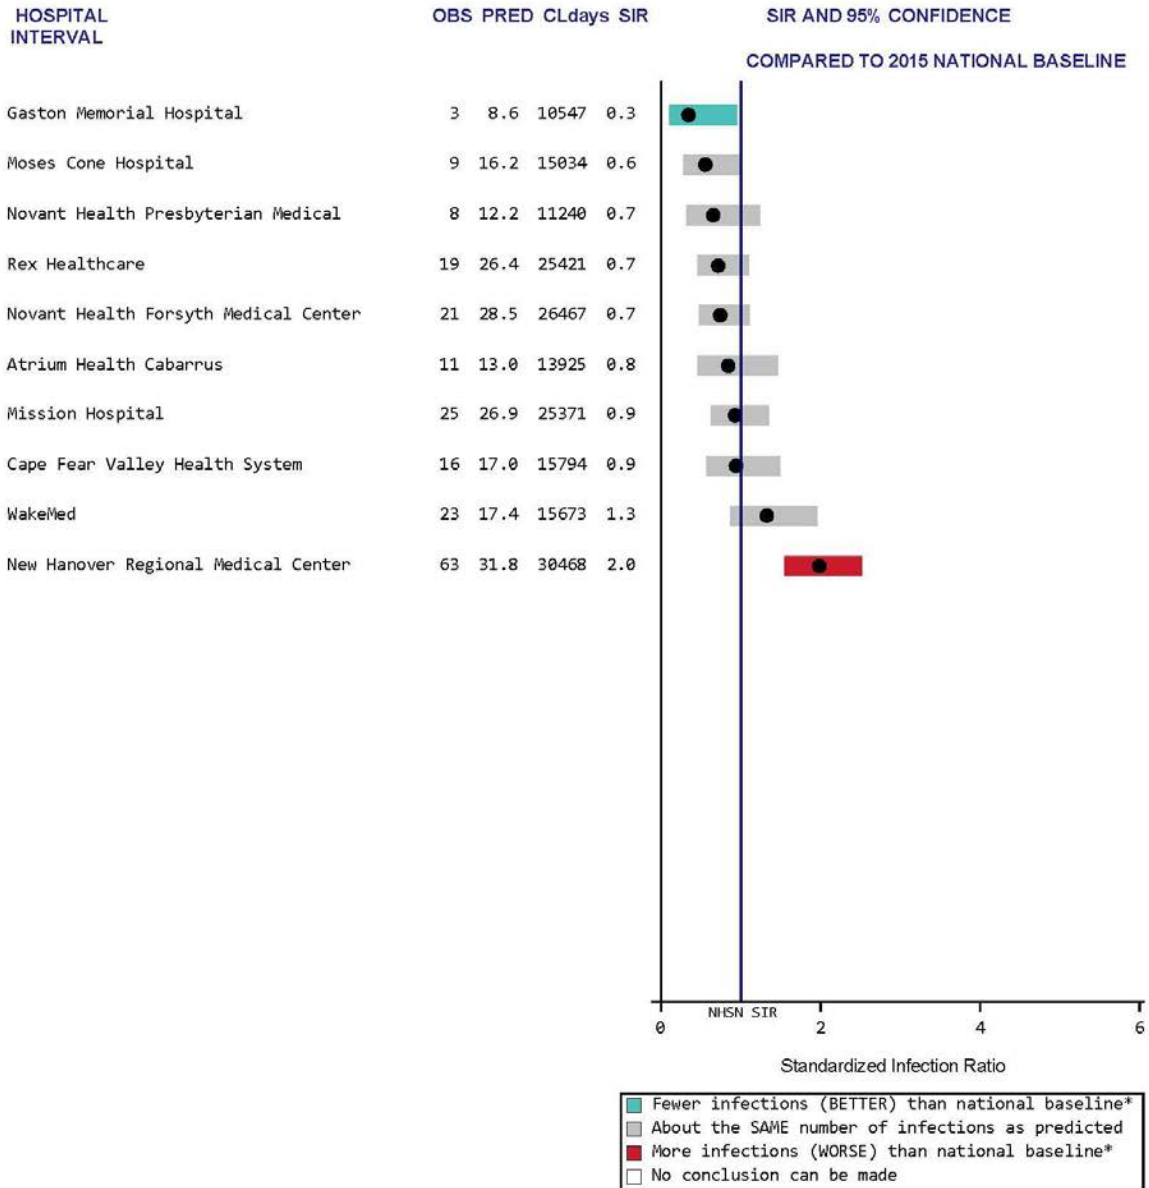 HOSPITAL OBS PRED CLdays SIR SIR AND 95% CONFIDENCE
INTERVAL
COMPARED TO 2015 NATIONAL BASELINE
Gaston Memorial Hospital 3 8.6 10547 0.3
Moses Cone Hospital 9 16.2 15034 0.6
Novant Health Presbyterian Medical 8 12.2 11240 0.7
Rex Healthcare 19 26.4 25421 0.7
Novant Health Forsyth Medical Center 21 28.5 26467 0.7
Atrium Health Cabarrus 11 13.0 13925 0.8
Mission Hospital 25 26.9 25371 0.9
Cape Fear Valley Health System 16 17.0 15794 0.9
WakeMed 23 17.4 15673 1.3
New Hanover Regional Medical Center 63 31.8 30468 2.0
NHSN SIR
0 2 4 6
Standardized Infection Ratio
Fewer infections (BETTER) than national baseline*
About the SAME number of infections as predicted
More infections (WORSE) than national baseline*
No conclusion can be made